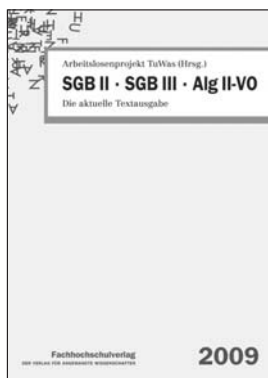 Arbeitslosenprojekt TuWas (Hrsg.)
SGB II · SGB III · Alg II-VO
Die aktuelle Textausgabe
Fachhochschulverlag
DER VERLAG FÜR ANGEWANDTE WISSENSCHAFTEN
2009